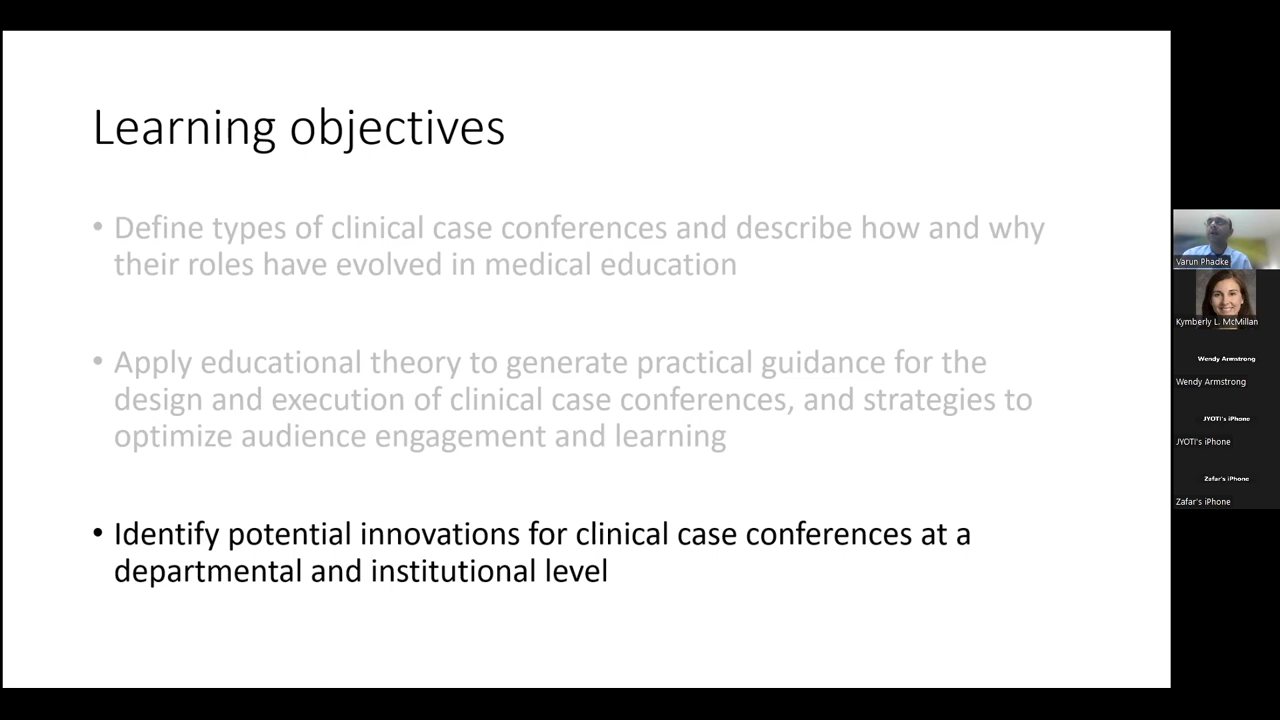 Learning objectives
• Define types of clinical case conferences and describe how and why
their roles have evolved in medical education
• Apply educational theory to generate practical guidance for the
design and execution of clinical case conferences, and strategies to
optimize audience engagement and learning
• Identify potential innovations for clinical case conferences at a
departmental and institutional level
Varun Phadke
Kymberly L. McMillan
Wendy Armstrong
Wendy Armstrong
JYOTI's iPhone
JYOTI's iPhone
Zafar's iPhone
Zafar's iPhone